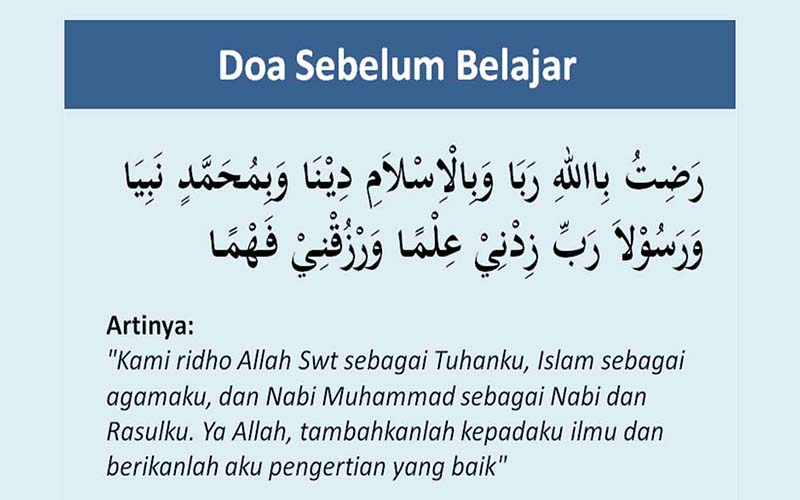 Doa Sebelum Belajar
رَضِتُ بِااللهِ رَبَا وَبِالْاِسْلاَمِ دِيْنَا وَبِمُحَمَّدٍ نَبِيَا
وَرَسُوْلاَ رَبِّ زِدْنِيْ عِلْمًا وَرْزُقْنِيْ فَهْمًا
Artinya:
"Kami ridho Allah Swt sebagai Tuhanku, Islam sebagai
agamaku, dan Nabi Muhammad sebagai Nabi dan
Rasulku. Ya Allah, tambahkanlah kepadaku ilmu dan
berikanlah aku pengertian yang baik"